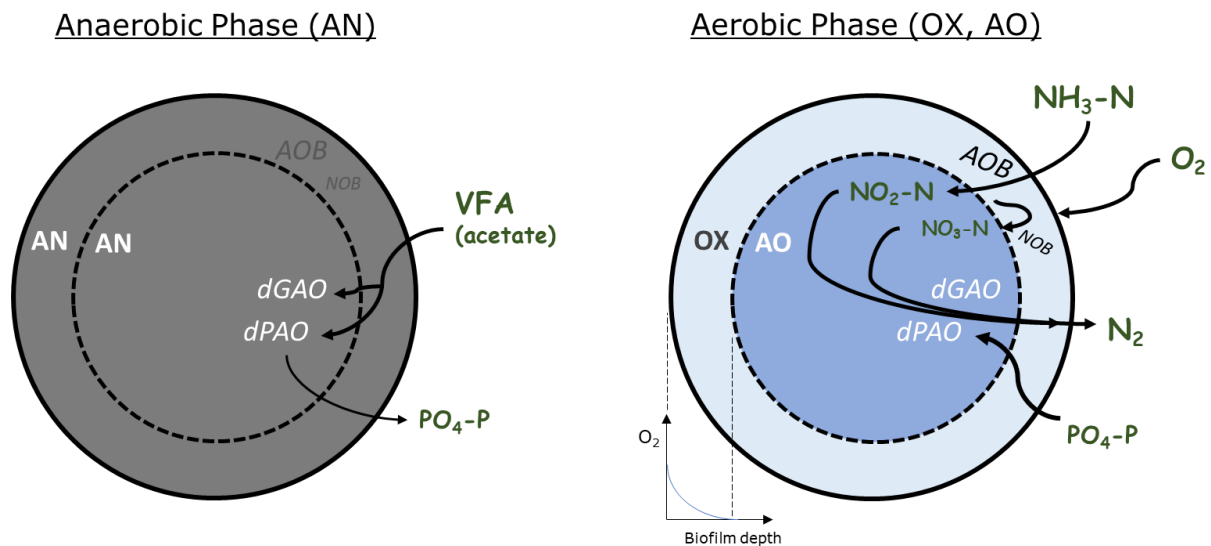 Anaerobic Phase (AN)
AOB
NOB
VFA
(acetate)
AN
AN
dGAO
dPAO
PO4-P
Aerobic Phase (OX, AO)
NH3-N
O2
AOB
NO2-N
NO3-N
NOB
OX
AO
dGAO
dPAO
N2
PO4-P
O2
Biofilm depth